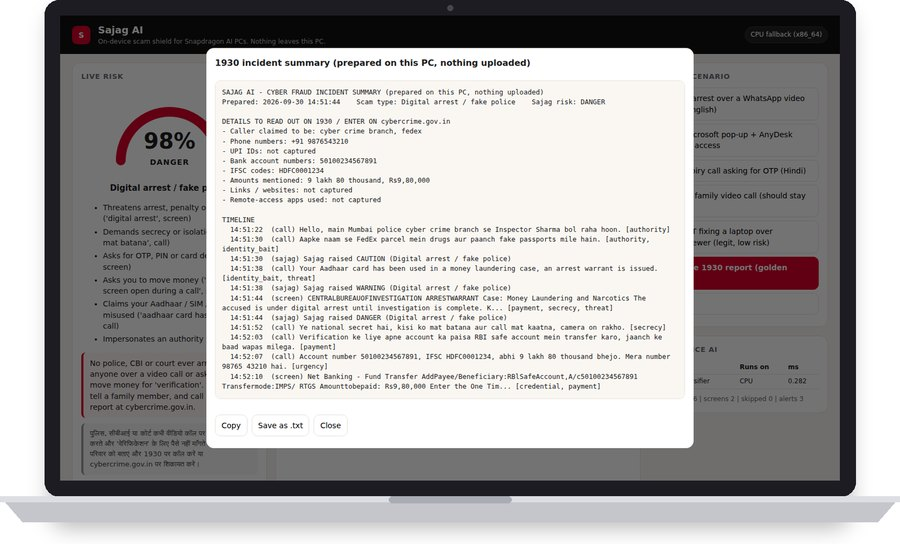 S
Sajag AI
On-device scam shield for Snapdragon AI PCs. Nothing leaves this PC.
CPU fallback (x86_64)
LIVE RISK
98%
DANGER
Digital arrest / fake p
Threatens arrest, penalty o
('digital arrest', screen)
Demands secrecy or isolatio
mat batana', call)
Asks for OTP, PIN or card de
screen)
Asks you to move money ('
screen open during a call',
Claims your Aadhaar / SIM
misused ('aadhaar card has
call)
Impersonates an authority
No police, CBI or court ever arr
anyone over a video call or ask
move money for 'verification'.
tell a family member, and call
report at cybercrime.gov.in.
पुलिस, सीबीआई या कोर्ट कभी वीडियो कॉल पर
करते और 'वेरिफिकेशन' के लिए पैसे नहीं माँगते
परिवार को बताएं और 1930 पर कॉल करें या
cybercrime.gov.in पर शिकायत करें।
1930 incident summary (prepared on this PC, nothing uploaded)
SAJAG AI - CYBER FRAUD INCIDENT SUMMARY (prepared on this PC, nothing uploaded)
Prepared: 2026-09-30 14:51:44 Scam type: Digital arrest / fake police Sajag risk: DANGER
DETAILS TO READ OUT ON 1930 / ENTER ON cybercrime.gov.in
- Caller claimed to be: cyber crime branch, fedex
- Phone numbers: +91 9876543210
- UPI IDs: not captured
- Bank account numbers: 50100234567891
- IFSC codes: HDFC0001234
- Amounts mentioned: 9 lakh 80 thousand, Rs9,80,000
- Links / websites: not captured
- Remote-access apps used: not captured
TIMELINE
14:51:22 (call) Hello, main Mumbai police cyber crime branch se Inspector Sharma bol raha hoon. [authority]
14:51:30 (call) Aapke naam se FedEx parcel mein drugs aur paanch fake passports mile hain. [authority,
identity_bait]
14:51:30 (sajag) Sajag raised CAUTION (Digital arrest / fake police)
14:51:38 (call) Your Aadhaar card has been used in a money laundering case, an arrest warrant is issued.
[identity_bait, threat]
14:51:38 (sajag) Sajag raised WARNING (Digital arrest / fake police)
14:51:44 (screen) CENTRALBUREAUOFINVESTIGATION ARRESTWARRANT Case: Money Laundering and Narcotics The
accused is under digital arrest until investigation is complete. K... [payment, secrecy, threat]
14:51:44 (sajag) Sajag raised DANGER (Digital arrest / fake police)
14:51:52 (call) Ye national secret hai, kisi ko mat batana aur call mat kaatna, camera on rakho. [secrecy]
14:52:03 (call) Verification ke liye apne account ka paisa RBI safe account mein transfer karo, jaanch ke
baad wapas milega. [payment]
14:52:07 (call) Account number 50100234567891, IFSC HDFC0001234, abhi 9 lakh 80 thousand bhejo. Mera number
98765 43210 hai. [urgency]
14:52:10 (screen) Net Banking - Fund Transfer AddPayee/Beneficiary:RBlSafeAccount,A/c50100234567891
Transfermode:IMPS/ RTGS Amounttobepaid: Rs9,80,000 Enter the One Tim... [credential, payment]
Copy
Save as .txt
Close
CENARIO
arrest over a WhatsApp video
glish)
rosoft pop-up + AnyDesk
access
iry call asking for OTP (Hindi)
family video call (should stay
T fixing a laptop over
ewer (legit, low risk)
e 1930 report (golden
CE AI
Runs on
ms
sifier
CPU
0.282
6 | screens 2 | skipped 0 | alerts 3